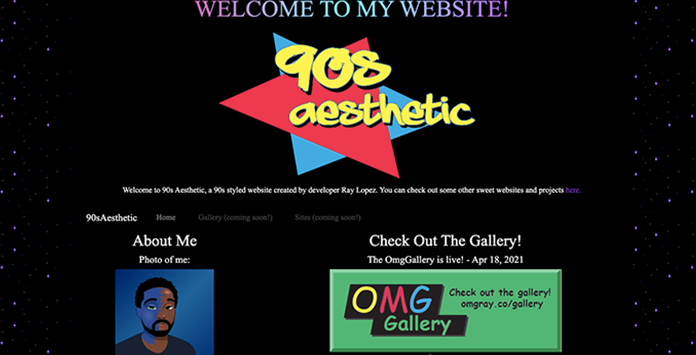 WELCOME TO MY WEBSITE!
90s
aesthetic
Welcome to 90s Aesthetic, a 90s styled website created by developer Ray Lopez. You can check out some other sweet websites and projects here.
90sAesthetic Home Gallery (coming soon!) Sites (coming soon!)
About Me
Photo of me:
Check Out The Gallery!
The OmgGallery is live! - Apr 18, 2021
OMG
Gallery
Check out the gallery!
omgray.co/gallery